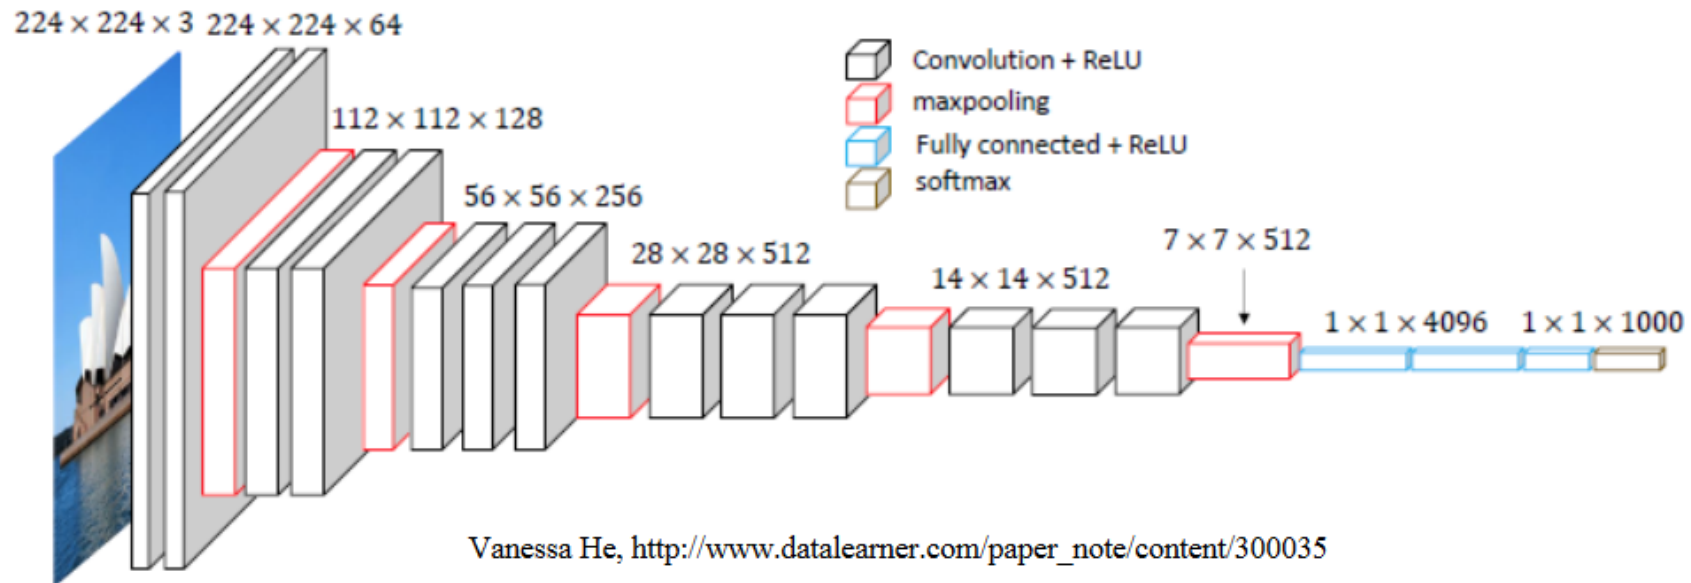 224 × 224 × 3
224 × 224 × 64
112 × 112 × 128
56 × 56 × 256
28 × 28 × 512
14 × 14 × 512
7 × 7 × 512
1 × 1 × 4096
1 × 1 × 1000
Convolution + ReLU
maxpooling
Fully connected + ReLU
softmax
Vanessa He, http://www.datalearner.com/paper_note/content/300035